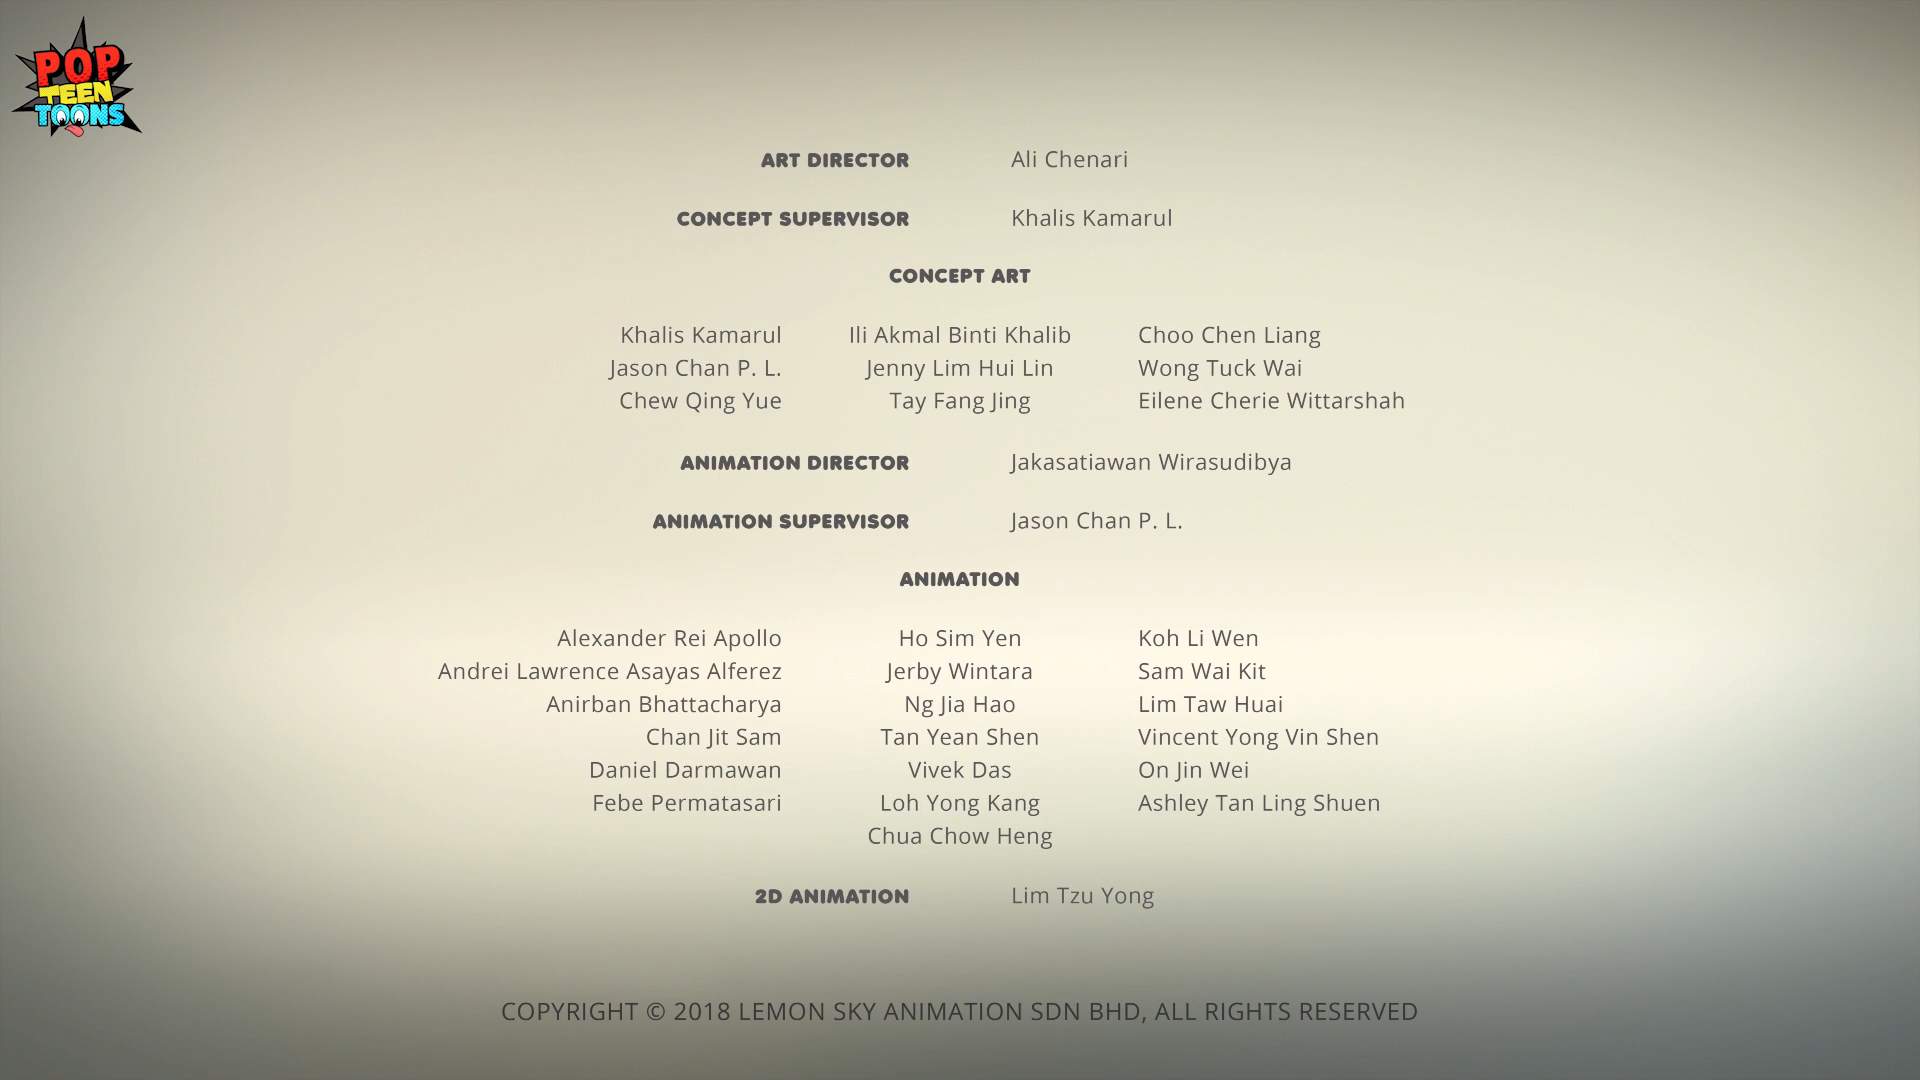 POP
TEEN
TOONS
ART DIRECTOR Ali Chenari
CONCEPT SUPERVISOR Khalis Kamarul
CONCEPT ART
Khalis Kamarul Ili Akmal Binti Khalib Choo Chen Liang
Jason Chan P. L. Jenny Lim Hui Lin Wong Tuck Wai
Chew Qing Yue Tay Fang Jing Eilene Cherie Wittarshah
ANIMATION DIRECTOR Jakasatiawan Wirasudibya
ANIMATION SUPERVISOR Jason Chan P. L.
ANIMATION
Alexander Rei Apollo Ho Sim Yen Koh Li Wen
Andrei Lawrence Asayas Alferez Jerby Wintara Sam Wai Kit
Anirban Bhattacharya Ng Jia Hao Lim Taw Huai
Chan Jit Sam Tan Yean Shen Vincent Yong Vin Shen
Daniel Darmawan Vivek Das On Jin Wei
Febe Permatasari Loh Yong Kang Ashley Tan Ling Shuen
Chua Chow Heng
2D ANIMATION Lim Tzu Yong
COPYRIGHT © 2018 LEMON SKY ANIMATION SDN BHD, ALL RIGHTS RESERVED